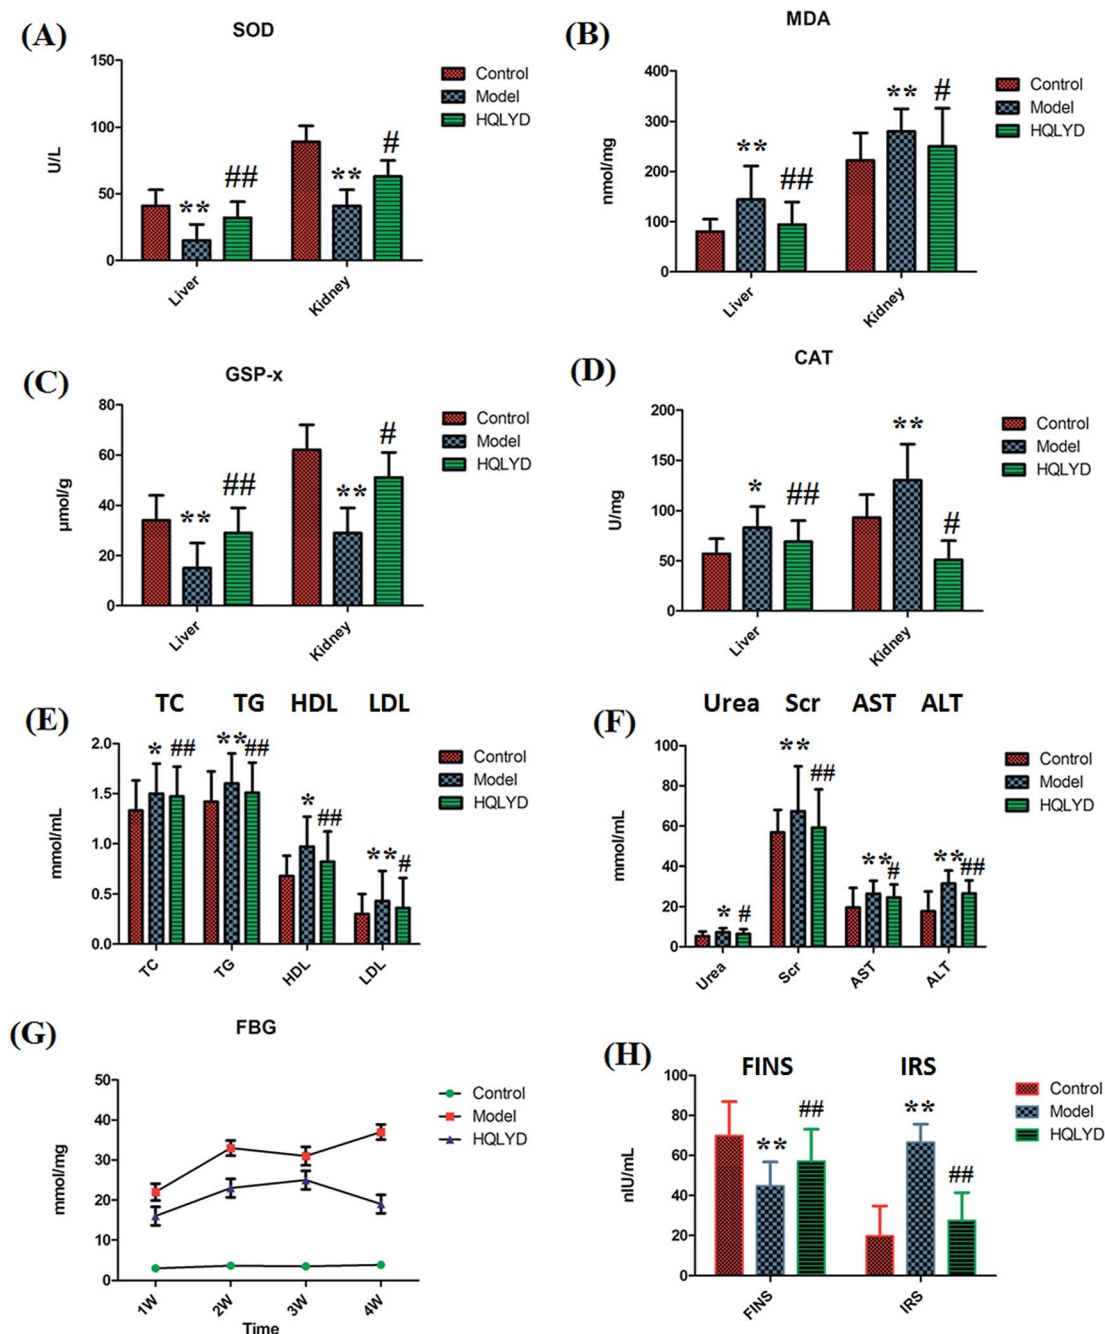 (A)
SOD
U/L
150
100
50
0
**
##
**
#
Liver
Kidney
Control
Model
HQLYD
(B)
MDA
nmol/mg
400
300
200
100
0
**
##
**
#
Liver
Kidney
Control
Model
HQLYD
(C)
GSP-x
μmol/g
80
60
40
20
0
**
##
**
#
Liver
Kidney
Control
Model
HQLYD
(D)
CAT
U/mg
200
150
100
50
0
*
##
**
#
Liver
Kidney
Control
Model
HQLYD
(E)
TC TG HDL LDL
mmol/mL
2.0
1.5
1.0
0.5
0.0
* ##
** ##
* ##
** #
TC TG HDL LDL
Control
Model
HQLYD
(F)
Urea Scr AST ALT
mmol/mL
100
80
60
40
20
0
* #
** ##
** #
** ##
Urea Scr AST ALT
Control
Model
HQLYD
(G)
FBG
mmol/mg
50
40
30
20
10
0
1W 2W 3W 4W
Time
Control
Model
HQLYD
(H)
FINS IRS
nIU/mL
100
80
60
40
20
0
** ##
** ##
FINS IRS
Control
Model
HQLYD